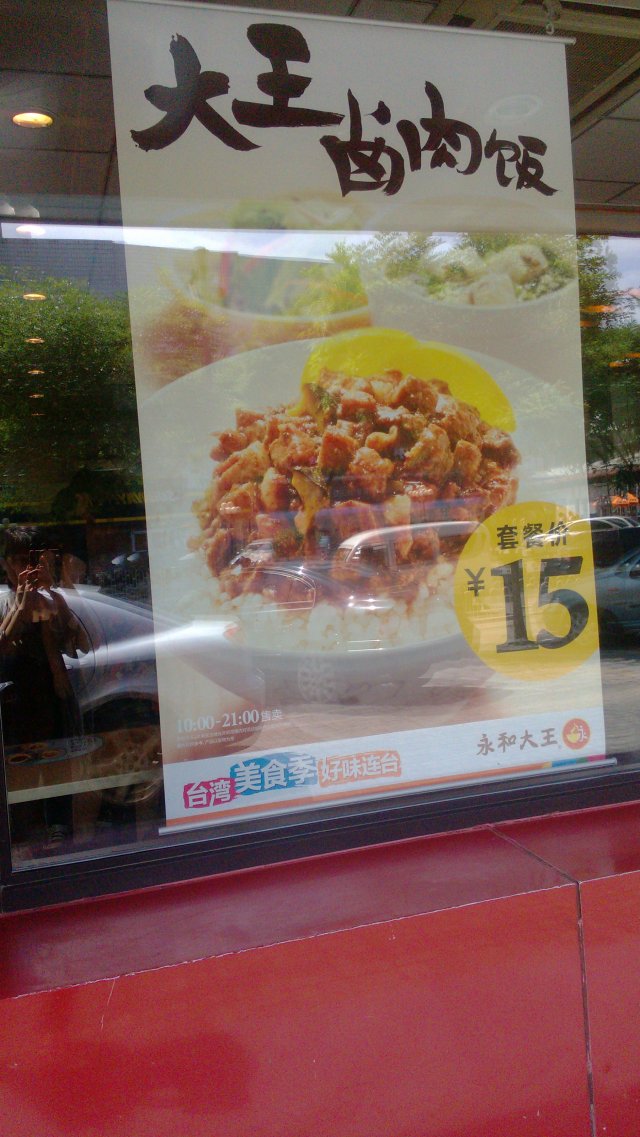 大王卤肉饭
套餐价
¥15
10:00-21:00售卖
永和大王
台湾美食季好味连台